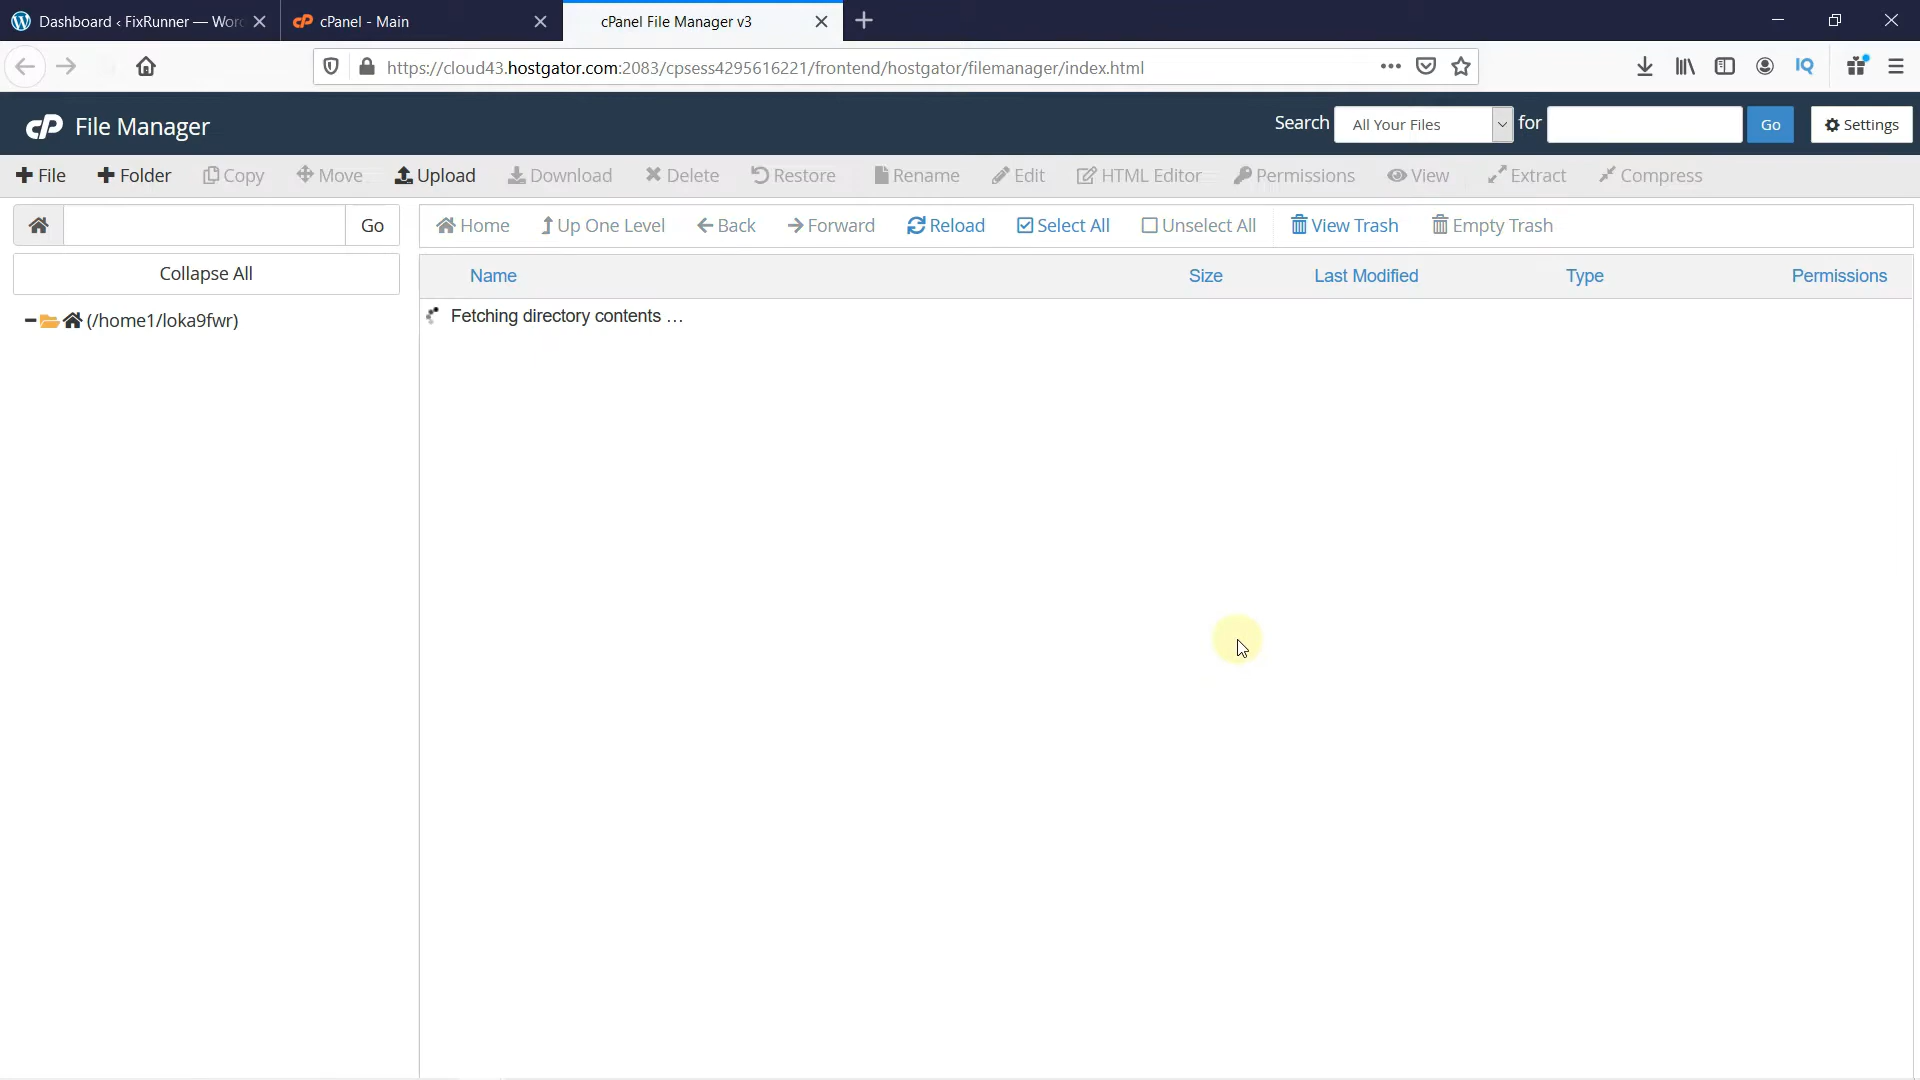 Dashboard ‹ FixRunner — Wor
cPanel - Main
cPanel File Manager v3
https://cloud43.hostgator.com:2083/cpsess4295616221/frontend/hostgator/filemanager/index.html
IQ
cP File Manager
Search
All Your Files
for
Go
Settings
File
Folder
Copy
Move
Upload
Download
Delete
Restore
Rename
Edit
HTML Editor
Permissions
View
Extract
Compress
Go
Home
Up One Level
Back
Forward
Reload
Select All
Unselect All
View Trash
Empty Trash
Collapse All
Name
Size
Last Modified
Type
Permissions
(/home1/loka9fwr)
Fetching directory contents ...